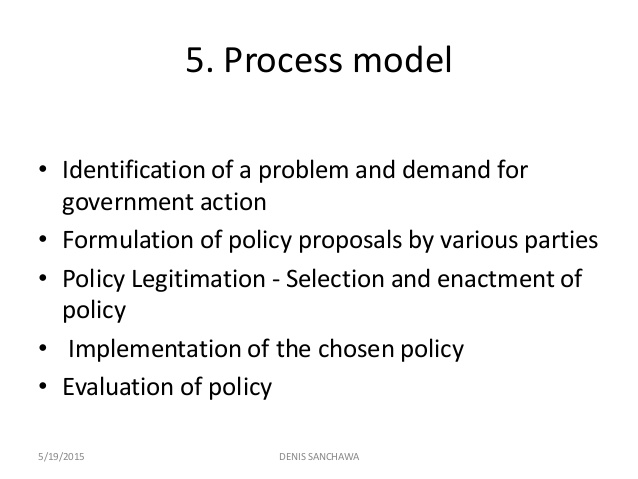 5. Process model
• Identification of a problem and demand for
government action
• Formulation of policy proposals by various parties
• Policy Legitimation - Selection and enactment of
policy
• Implementation of the chosen policy
• Evaluation of policy
5/19/2015
DENIS SANCHAWA